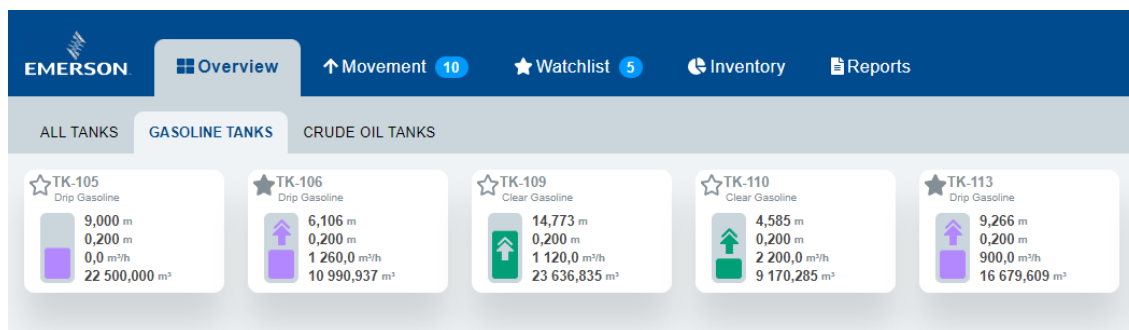 EMERSON
Overview
Movement 10
Watchlist 5
Inventory
Reports
ALL TANKS
GASOLINE TANKS
CRUDE OIL TANKS
TK-105
Drip Gasoline
9,000 m
0,200 m
0,0 m³/h
22 500,000 m³
TK-106
Drip Gasoline
6,106 m
0,200 m
1 260,0 m³/h
10 990,937 m³
TK-109
Clear Gasoline
14,773 m
0,200 m
1 120,0 m³/h
23 636,835 m³
TK-110
Clear Gasoline
4,585 m
0,200 m
2 200,0 m³/h
9 170,285 m³
TK-113
Drip Gasoline
9,266 m
0,200 m
900,0 m³/h
16 679,609 m³